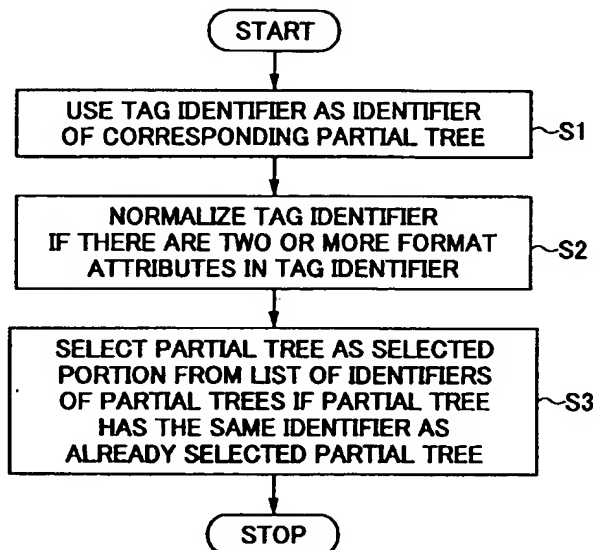 START
USE TAG IDENTIFIER AS IDENTIFIER
OF CORRESPONDING PARTIAL TREE
S1
NORMALIZE TAG IDENTIFIER
IF THERE ARE TWO OR MORE FORMAT
ATTRIBUTES IN TAG IDENTIFIER
S2
SELECT PARTIAL TREE AS SELECTED
PORTION FROM LIST OF IDENTIFIERS
OF PARTIAL TREES IF PARTIAL TREE
HAS THE SAME IDENTIFIER AS
ALREADY SELECTED PARTIAL TREE
S3
STOP